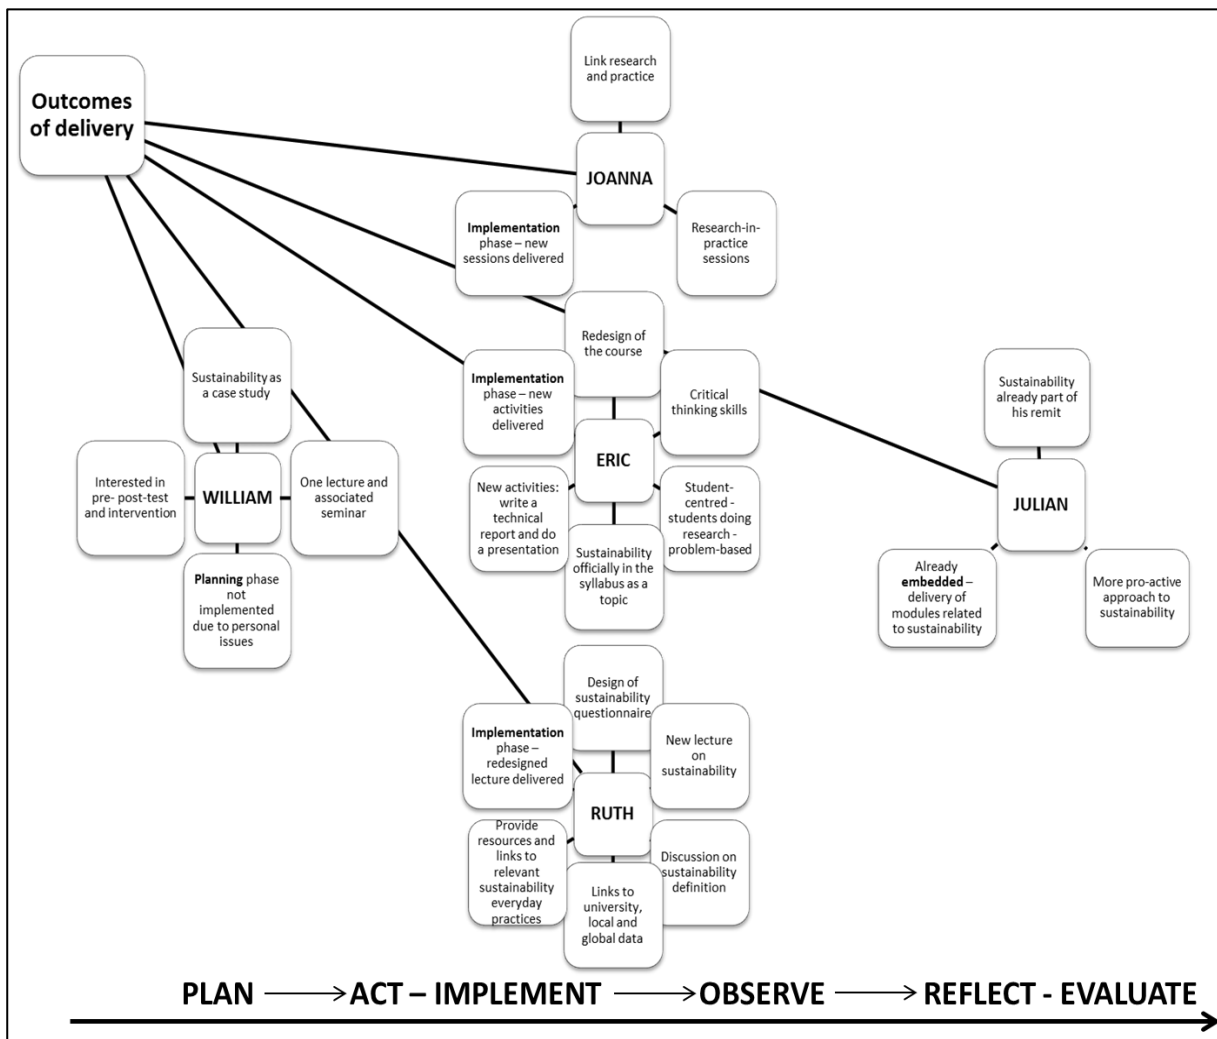 Outcomes
of delivery
Link research
and practice
JOANNA
Implementation
phase – new
sessions delivered
Research-in-
practice
sessions
Redesign of
the course
Implementation
phase – new
activities
delivered
Critical
thinking skills
ERIC
New activities:
write a
technical
report and do
a presentation
Student-
centred -
students doing
research -
problem-based
Sustainability
officially in the
syllabus as a
topic
Sustainability as
a case study
Interested in
pre- post-test
and intervention
WILLIAM
One lecture and
associated
seminar
Planning phase
not
implemented
due to personal
issues
Sustainability
already part of
his remit
JULIAN
Already
embedded –
delivery of
modules related
to sustainability
More pro-active
approach to
sustainability
Design of
sustainability
questionnaire
Implementation
phase –
redesigned
lecture delivered
New lecture
on
sustainability
RUTH
Provide
resources and
links to
relevant
sustainability
everyday
practices
Links to
university,
local and
global data
Discussion on
sustainability
definition
PLAN → ACT – IMPLEMENT → OBSERVE → REFLECT - EVALUATE